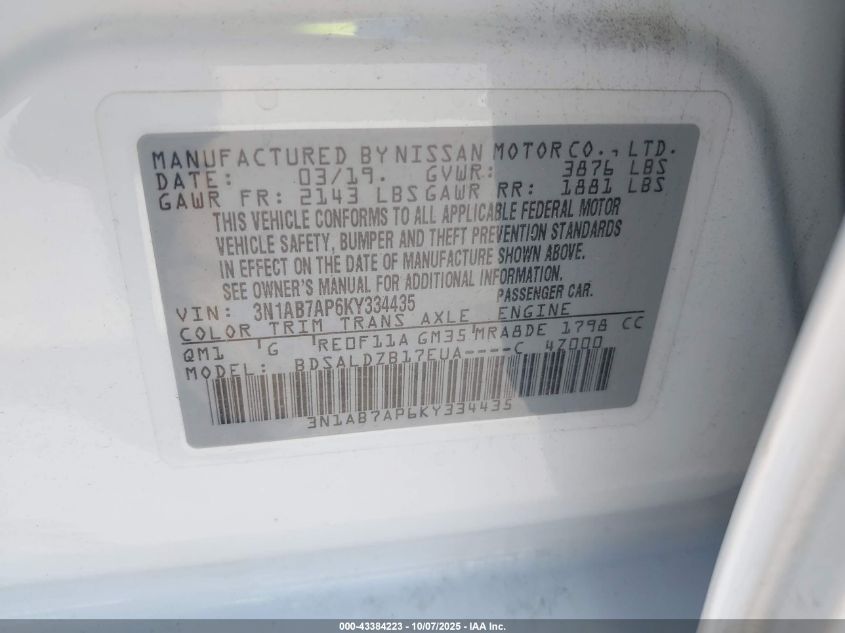 MANUFACTURED BY NISSAN MOTOR CO., LTD.
DATE: 03/19. GVWR: 3876 LBS
GAWR FR: 2143 LBS GAWR RR: 1881 LBS
THIS VEHICLE CONFORMS TO ALL APPLICABLE FEDERAL MOTOR
VEHICLE SAFETY, BUMPER AND THEFT PREVENTION STANDARDS
IN EFFECT ON THE DATE OF MANUFACTURE SHOWN ABOVE.
SEE OWNER'S MANUAL FOR ADDITIONAL INFORMATION.
VIN: 3N1AB7AP6KY334435 PASSENGER CAR.
COLOR TRIM TRANS AXLE ENGINE
QM1 G RE0F11A GM35 MRA8DE 1798 CC
MODEL: BDSALDZB17EUA----C 47000
3N1AB7AP6KY334435
000-43384223 - 10/07/2025 - IAA Inc.